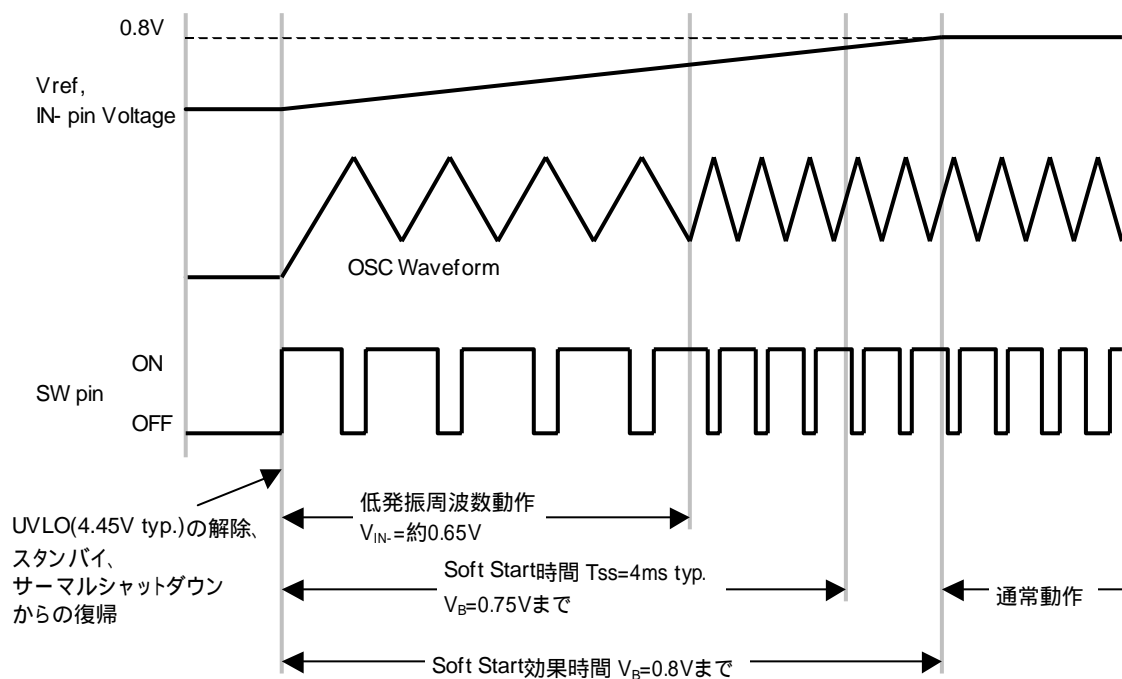 0.8V
Vref,
IN- pin Voltage
OSC Waveform
ON
SW pin
OFF
UVLO(4.45V typ.)の解除、
スタンバイ、
サーマルシャットダウン
からの復帰
低発振周波数動作
VIN-=約0.65V
Soft Start時間 Tss=4ms typ.
VB=0.75Vまで
通常動作
Soft Start効果時間 VB=0.8Vまで